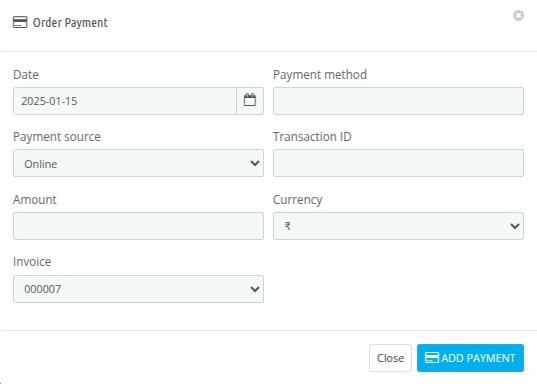 Order Payment
Date
Payment method
2025-01-15
Payment source
Transaction ID
Online
Amount
Currency
₹
Invoice
000007
Close
ADD PAYMENT